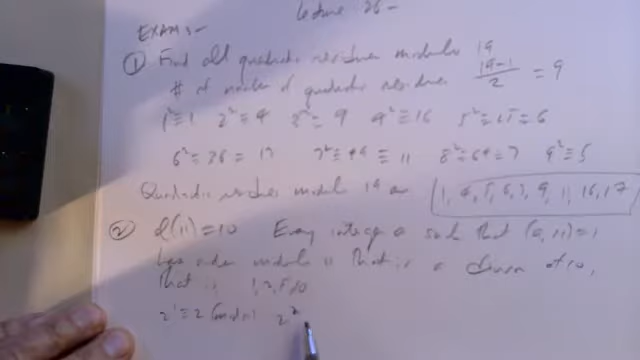 Lecture 26 -
EXAM 3 -
① Find all quadratic residues modulo 19
# of number of quadratic residues (19-1)/2 = 9
1² ≡ 1 2² ≡ 4 3² ≡ 9 4² ≡ 16 5² ≡ 25 ≡ 6
6² ≡ 36 ≡ 17 7² ≡ 49 ≡ 11 8² ≡ 64 ≡ 7 9² ≡ 5
Quadratic residues modulo 19 are 1, 4, 5, 6, 7, 9, 11, 16, 17
② φ(11) = 10 Every integer a such that (a, 11) = 1
has order modulo 11 that is a divisor of 10,
that is, 1, 2, 5, 10
2¹ ≡ 2 (mod 11) 2²